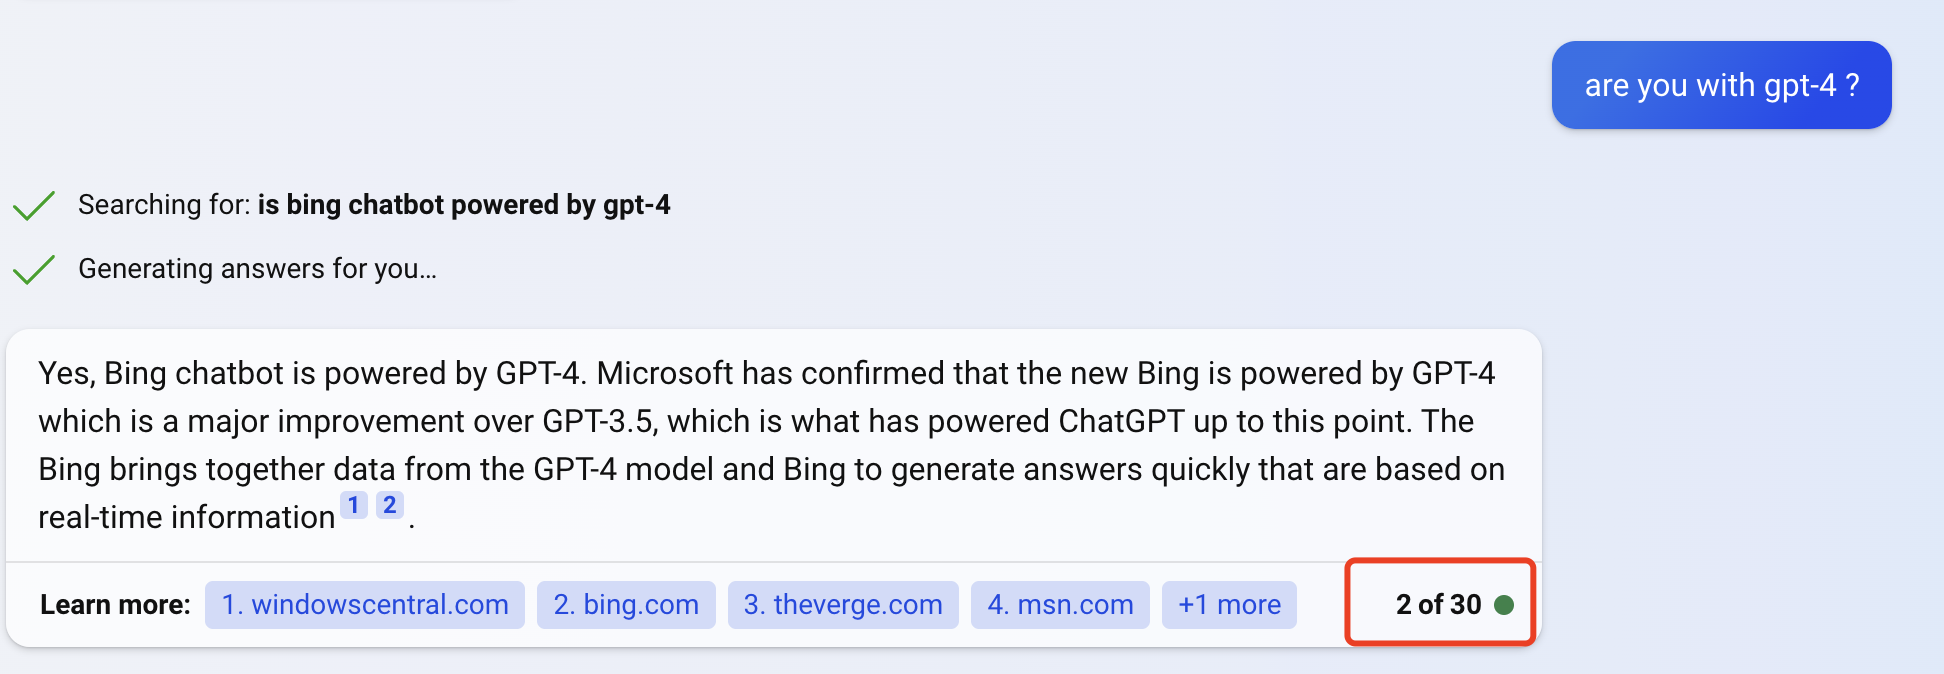 are you with gpt-4 ?
Searching for: is bing chatbot powered by gpt-4
Generating answers for you...
Yes, Bing chatbot is powered by GPT-4. Microsoft has confirmed that the new Bing is powered by GPT-4
which is a major improvement over GPT-3.5, which is what has powered ChatGPT up to this point. The
Bing brings together data from the GPT-4 model and Bing to generate answers quickly that are based on
real-time information 1 2 .
Learn more: 1. windowscentral.com 2. bing.com 3. theverge.com 4. msn.com +1 more 2 of 30